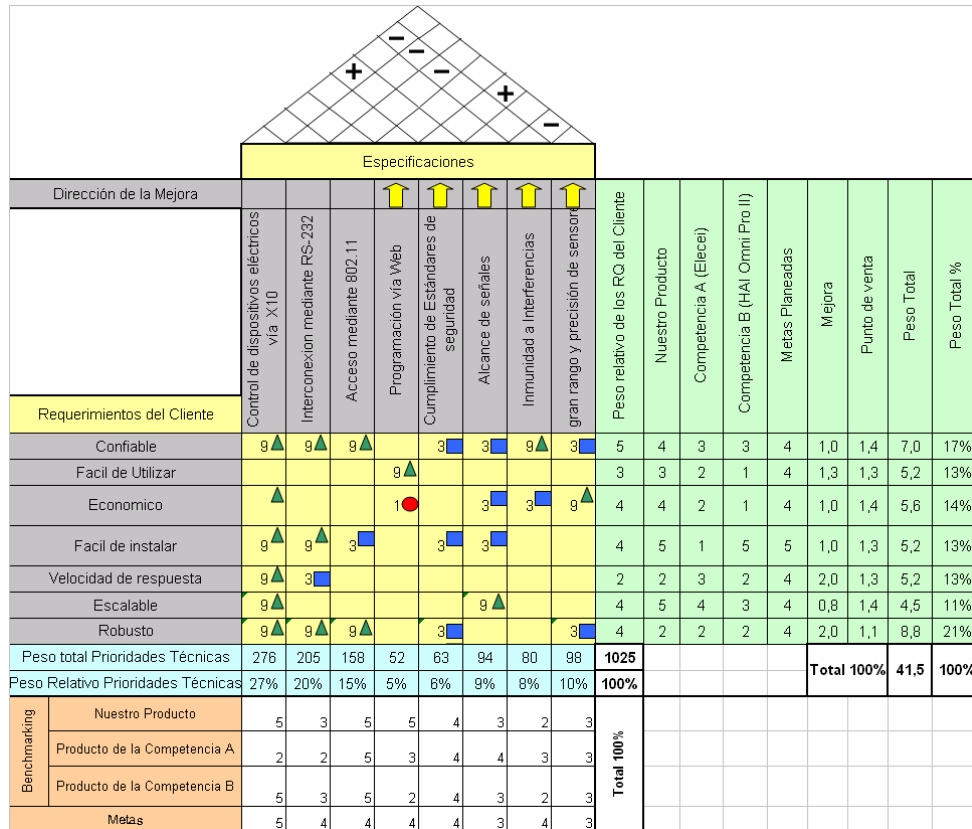 − −
+ −
+
−
Especificaciones
Dirección de la Mejora
Requerimientos del Cliente
Control de dispositivos eléctricos vía X10
Interconexion mediante RS-232
Acceso mediante 802.11
Programación vía Web
Cumplimiento de Estándares de seguridad
Alcance de señales
Inmunidad a Interferencias
gran rango y precisión de sensore
Peso relativo de los RQ del Cliente
Nuestro Producto
Competencia A (Elecei)
Competencia B (HAI Omni Pro II)
Metas Planeadas
Mejora
Punto de venta
Peso Total
Peso Total %
Confiable 9 9 9 3 3 9 3 5 4 3 3 4 1,0 1,4 7,0 17%
Facil de Utilizar 9 3 3 2 1 4 1,3 1,3 5,2 13%
Economico 1 3 3 9 4 4 2 1 4 1,0 1,4 5,6 14%
Facil de instalar 9 9 3 3 3 4 5 1 5 5 1,0 1,3 5,2 13%
Velocidad de respuesta 9 3 2 2 3 2 4 2,0 1,3 5,2 13%
Escalable 9 9 4 5 4 3 4 0,8 1,4 4,5 11%
Robusto 9 9 9 3 3 4 2 2 2 4 2,0 1,1 8,8 21%
Peso total Prioridades Técnicas 276 205 158 52 63 94 80 98 1025
Total 100% 41,5 100%
Peso Relativo Prioridades Técnicas 27% 20% 15% 5% 6% 9% 8% 10% 100%
Benchmarking
Nuestro Producto 5 3 5 5 4 3 2 3
Producto de la Competencia A 2 2 5 3 4 4 3 3
Producto de la Competencia B 5 3 5 2 4 3 2 3
Total 100%
Metas 5 4 4 4 4 3 4 3